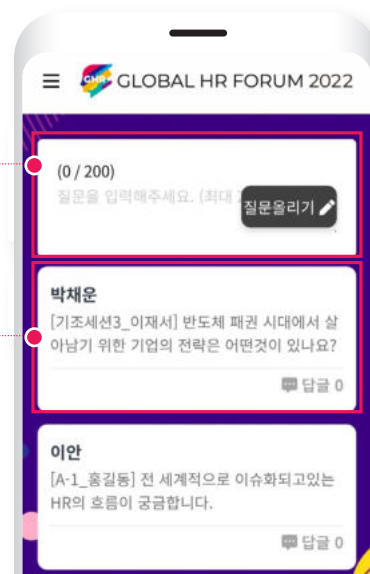 GHR GLOBAL HR FORUM 2022
(0 / 200)
질문을 입력해주세요. (최대
질문올리기
박채운
[기조세션3_이재서] 반도체 패권 시대에서 살
아남기 위한 기업의 전략은 어떤것이 있나요?
답글 0
이안
[A-1_홍길동] 전 세계적으로 이슈화되고있는
HR의 흐름이 궁금합니다.
답글 0